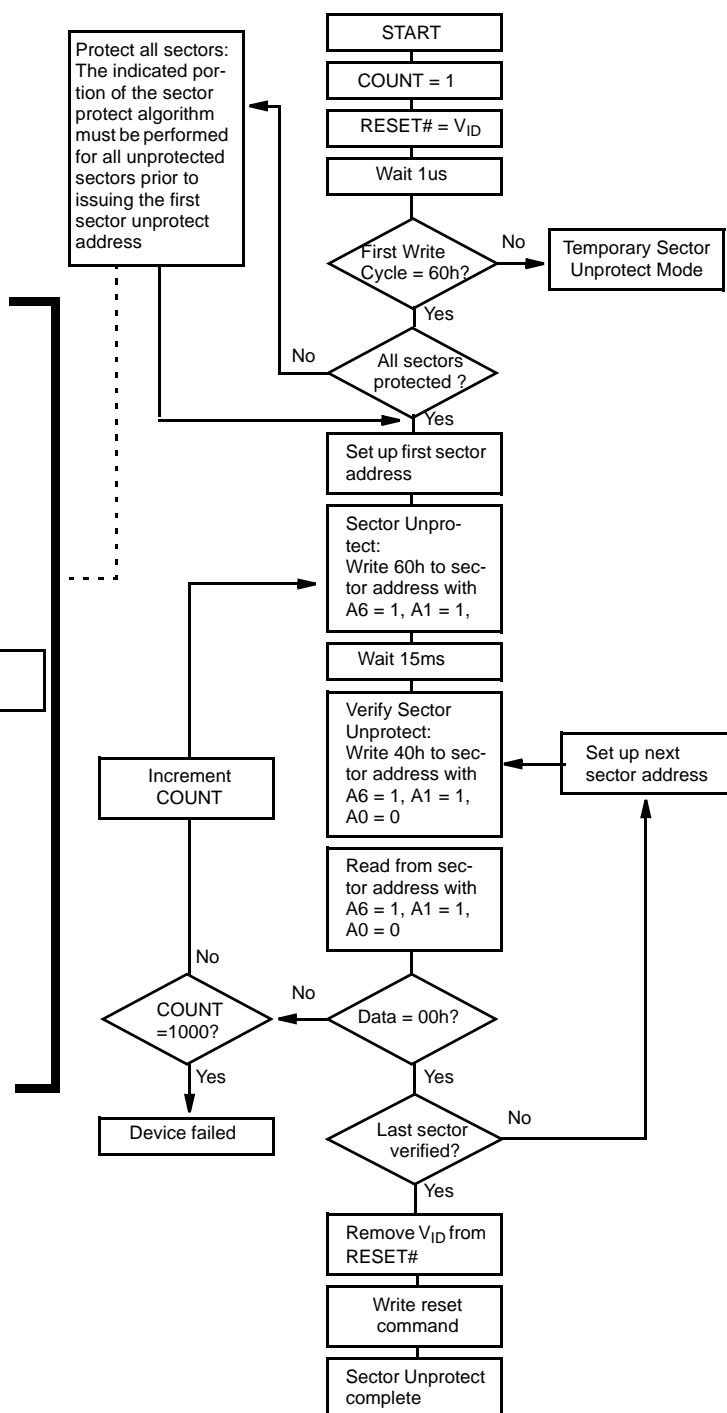 START
COUNT = 1
RESET# = VID
Wait 1us
Protect all sectors:
The indicated por-
tion of the sector
protect algorithm
must be performed
for all unprotected
sectors prior to
issuing the first
sector unprotect
address
First Write
Cycle = 60h?
No
Temporary Sector
Unprotect Mode
Yes
No
All sectors
protected ?
Yes
Set up first sector
address
Sector Unpro-
tect:
Write 60h to sec-
tor address with
A6 = 1, A1 = 1,
Wait 15ms
Verify Sector
Unprotect:
Write 40h to sec-
tor address with
A6 = 1, A1 = 1,
A0 = 0
Set up next
sector address
Increment
COUNT
Read from sec-
tor address with
A6 = 1, A1 = 1,
A0 = 0
No
COUNT
=1000?
No
Data = 00h?
Yes
Yes
Device failed
Last sector
verified?
No
Yes
Remove VID from
RESET#
Write reset
command
Sector Unprotect
complete